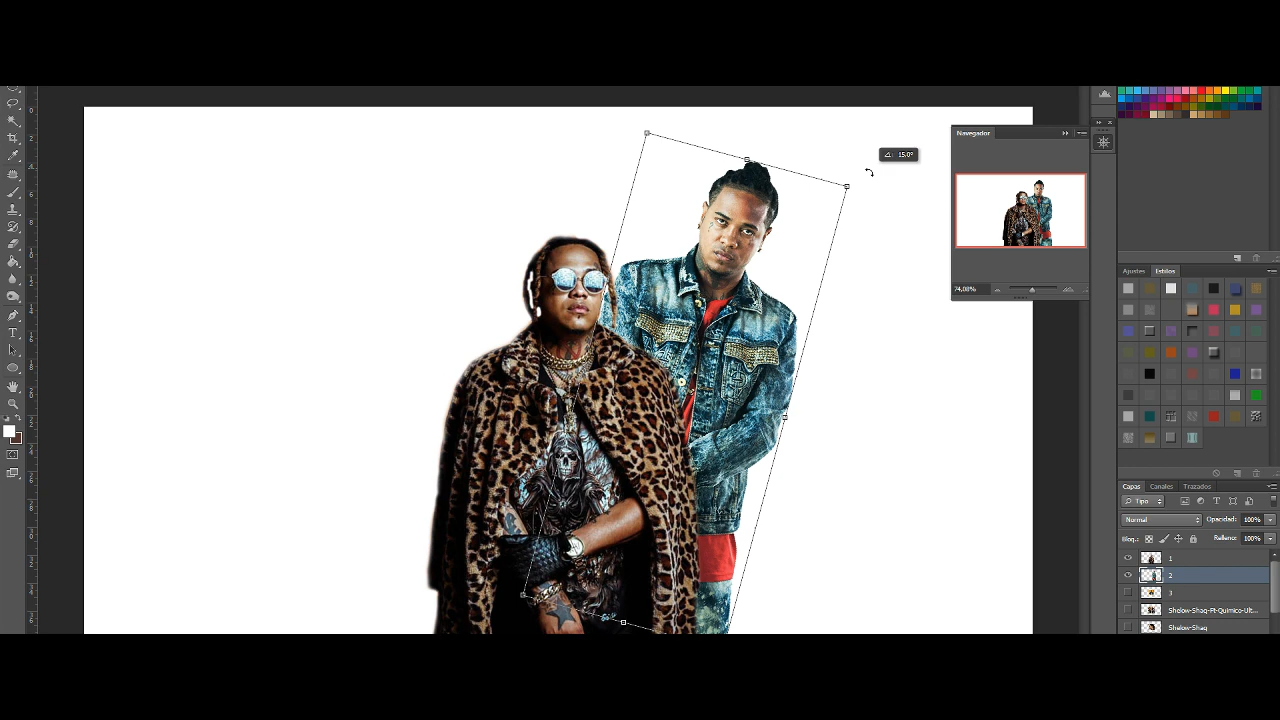 Navegador
15.0°
74,08%
Ajustes Estilos
Capas Canales Trazados
Tipo
Normal Opacidad: 100%
Bloq.: Relleno: 100%
1
2
3
Shelow-Shaq-Ft-Quimico-Ult...
Shelow-Shaq